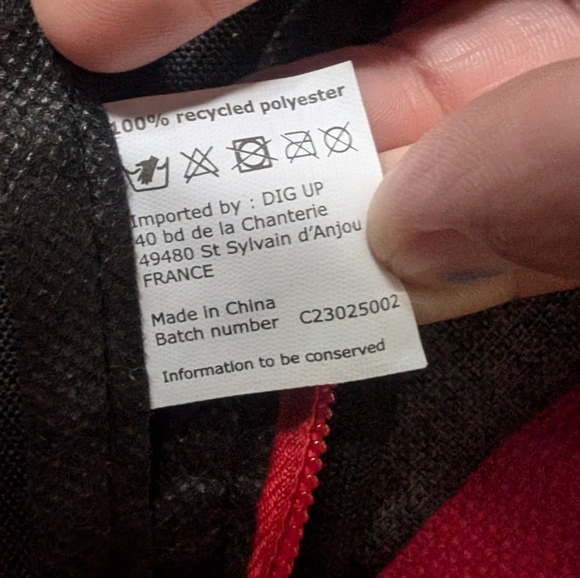 100% recycled polyester
Imported by : DIG UP
40 bd de la Chanterie
49480 St Sylvain d'Anjou
FRANCE
Made in China
Batch number C23025002
Information to be conserved